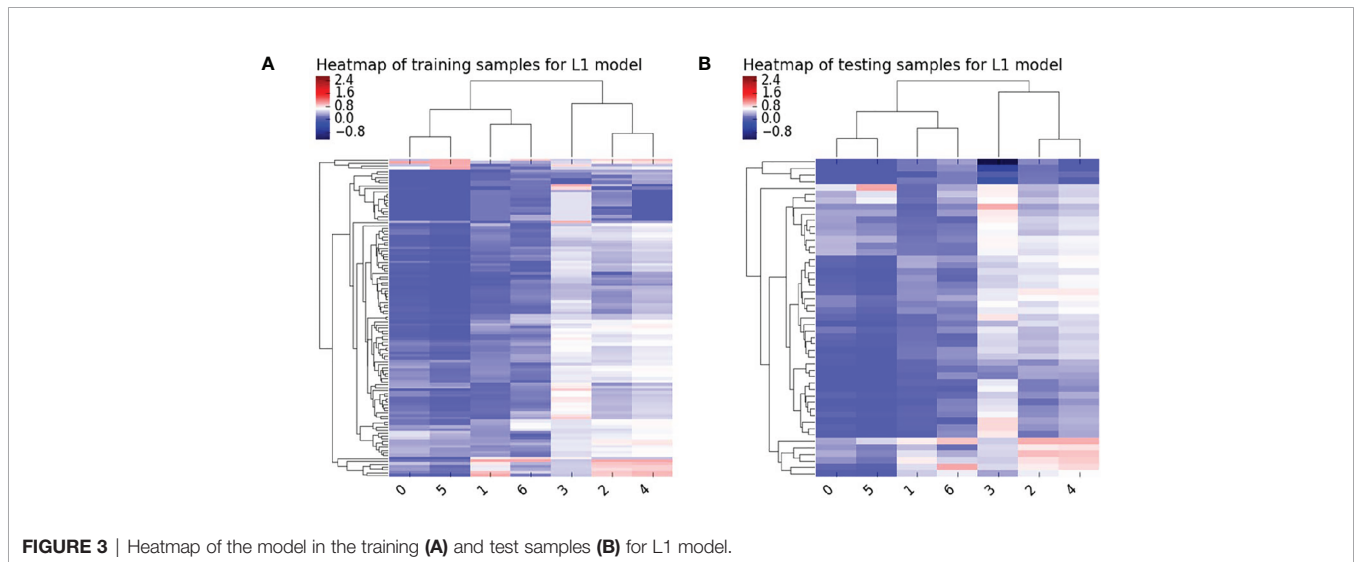 A
Heatmap of training samples for L1 model
2.4
1.6
0.8
0.0
−0.8
0 5 1 6 3 2 4
B
Heatmap of testing samples for L1 model
2.4
1.6
0.8
0.0
−0.8
0 5 1 6 3 2 4
FIGURE 3 | Heatmap of the model in the training (A) and test samples (B) for L1 model.